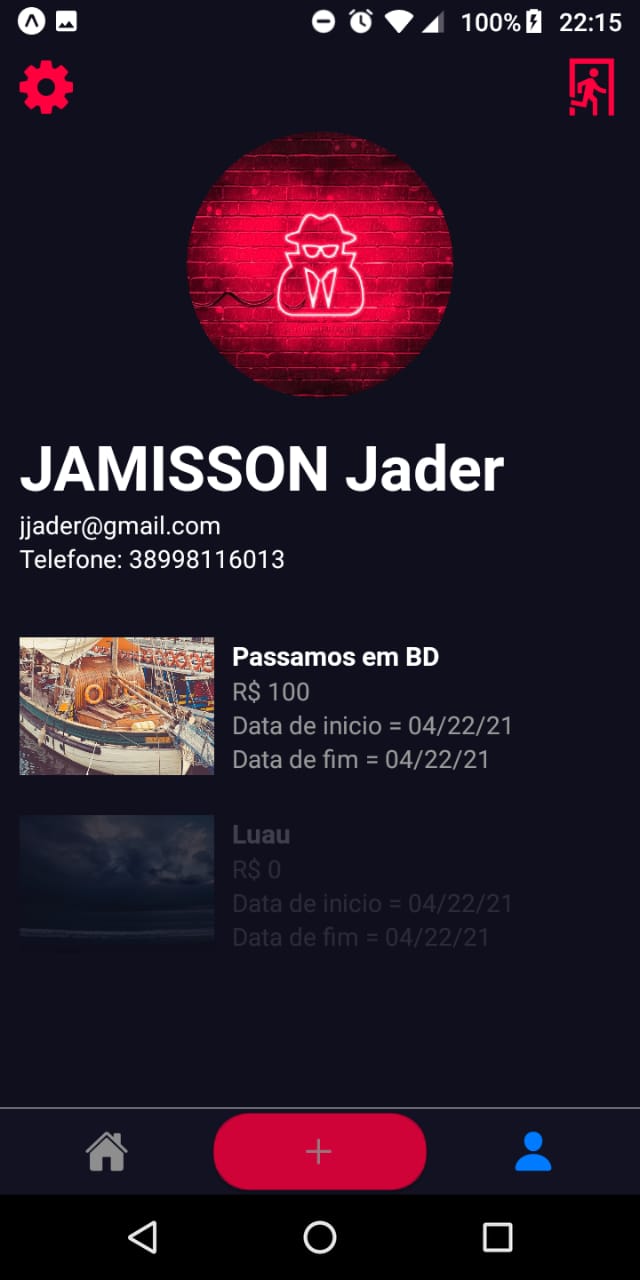 100% 22:15
JAMISSON Jader
jjader@gmail.com
Telefone: 38998116013
Passamos em BD
R$ 100
Data de inicio = 04/22/21
Data de fim = 04/22/21
Luau
R$ 0
Data de inicio = 04/22/21
Data de fim = 04/22/21